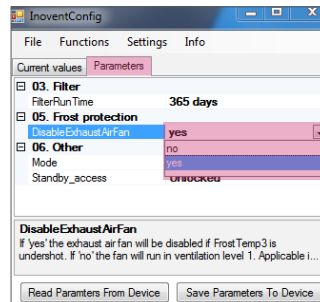 InoventConfig
File Functions Settings Info
Current values Parameters
03. Filter
FilterRunTime 365 days
05. Frost protection
DisableExhaustAirFan yes
no
06. Other
yes
Mode
Standby_access Unlocked
DisableExhaustAirFan
If 'yes' the exhaust air fan will be disabled if FrostTemp3 is
undershot. If 'no' the fan will run in ventilation level 1. Applicable i...
Read Paramters From Device Save Parameters To Device